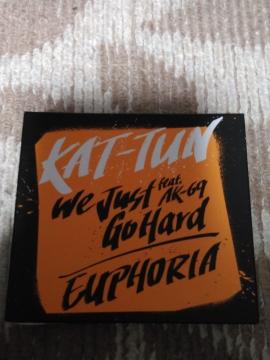 KAT-TUN
We Just feat. AK-69
Go Hard
EUPHORIA